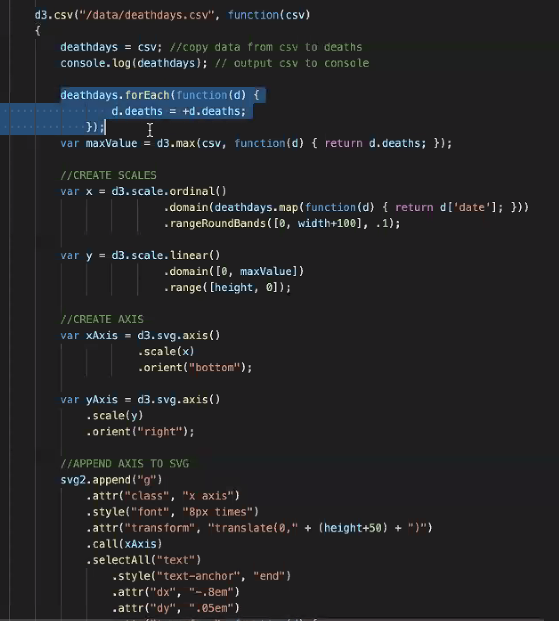 d3.csv("/data/deathdays.csv", function(csv)
{
deathdays = csv; //copy data from csv to deaths
console.log(deathdays); // output csv to console
deathdays.forEach(function(d) {
d.deaths = +d.deaths;
});
var maxValue = d3.max(csv, function(d) { return d.deaths; });
//CREATE SCALES
var x = d3.scale.ordinal()
.domain(deathdays.map(function(d) { return d['date']; }))
.rangeRoundBands([0, width+100], .1);
var y = d3.scale.linear()
.domain([0, maxValue])
.range([height, 0]);
//CREATE AXIS
var xAxis = d3.svg.axis()
.scale(x)
.orient("bottom");
var yAxis = d3.svg.axis()
.scale(y)
.orient("right");
//APPEND AXIS TO SVG
svg2.append("g")
.attr("class", "x axis")
.style("font", "8px times")
.attr("transform", "translate(0," + (height+50) + ")")
.call(xAxis)
.selectAll("text")
.style("text-anchor", "end")
.attr("dx", "-.8em")
.attr("dy", ".05em")